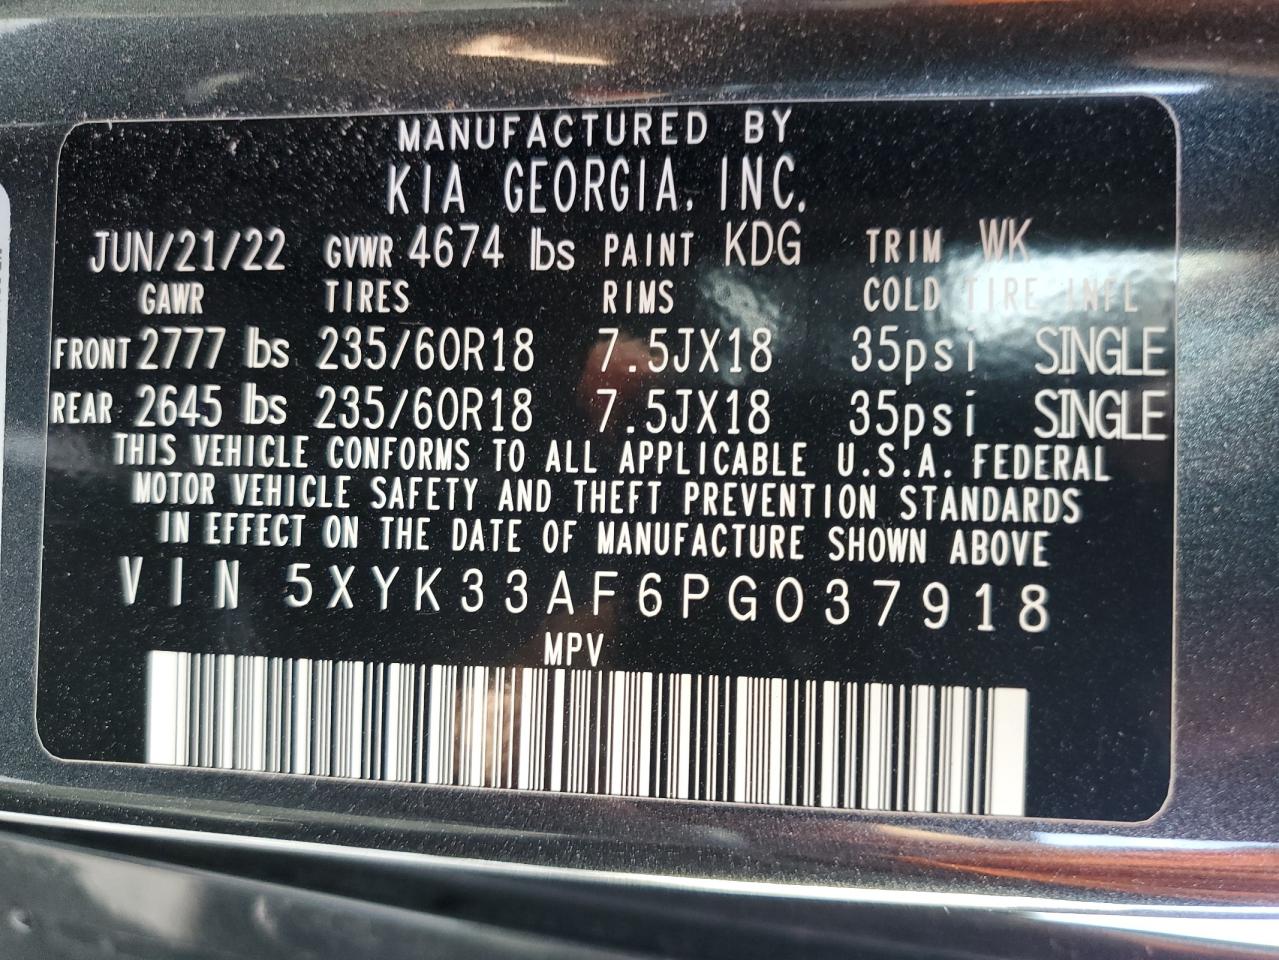 MANUFACTURED BY
KIA GEORGIA, INC.
JUN/21/22 GVWR 4674 lbs PAINT KDG TRIM WK
GAWR TIRES RIMS COLD TIRE INFL
FRONT 2777 lbs 235/60R18 7.5JX18 35psi SINGLE
REAR 2645 lbs 235/60R18 7.5JX18 35psi SINGLE
THIS VEHICLE CONFORMS TO ALL APPLICABLE U.S.A. FEDERAL
MOTOR VEHICLE SAFETY AND THEFT PREVENTION STANDARDS
IN EFFECT ON THE DATE OF MANUFACTURE SHOWN ABOVE
VIN 5XYK33AF6PG037918
MPV